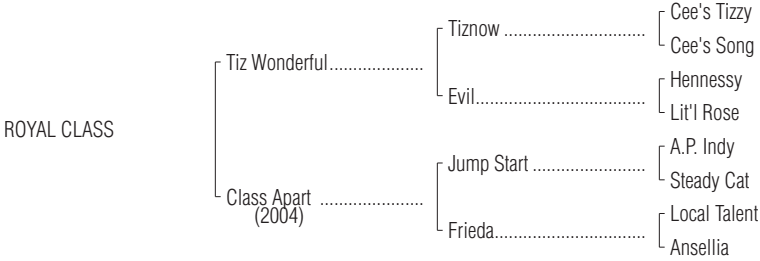 Cee's Tizzy
Tiznow ..............................
Cee's Song
Tiz Wonderful....................
Hennessy
Evil....................................
Lit'l Rose
ROYAL CLASS
A.P. Indy
Jump Start ........................
Steady Cat
Class Apart ......................
(2004)
Local Talent
Frieda................................
Ansellia